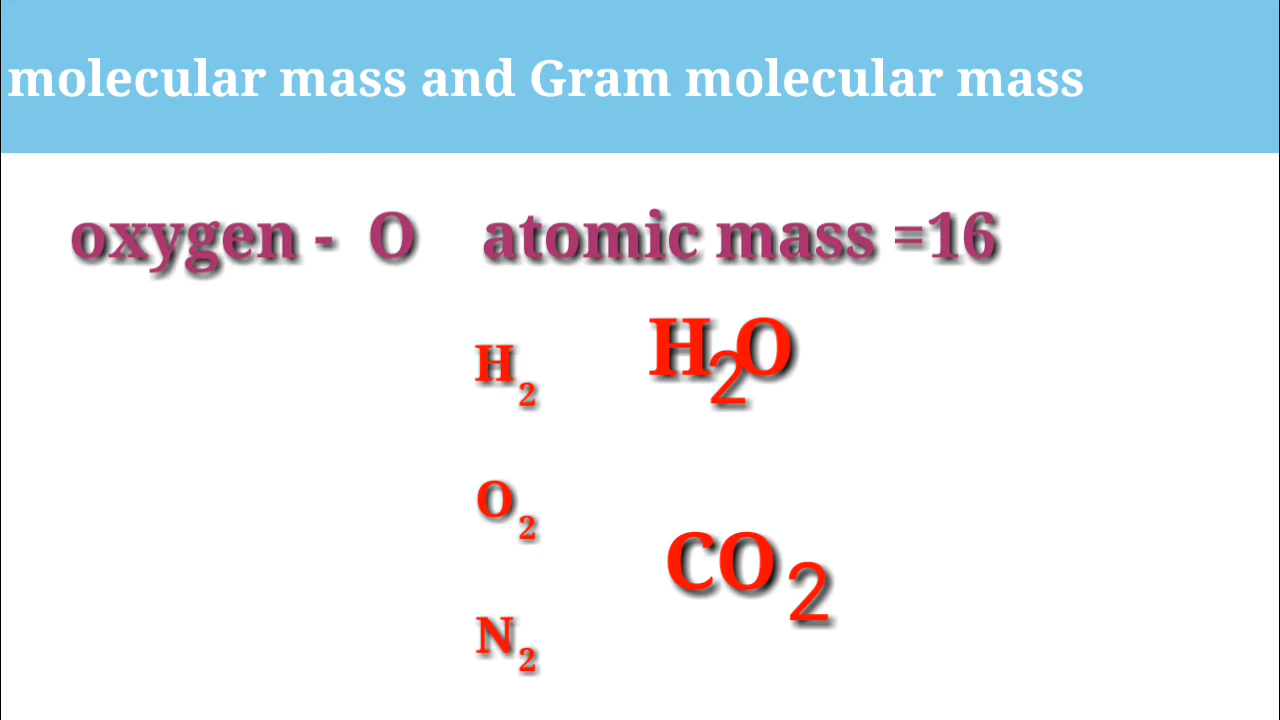 molecular mass and Gram molecular mass
oxygen - O atomic mass =16
H₂ H₂O
O₂ CO₂
N₂